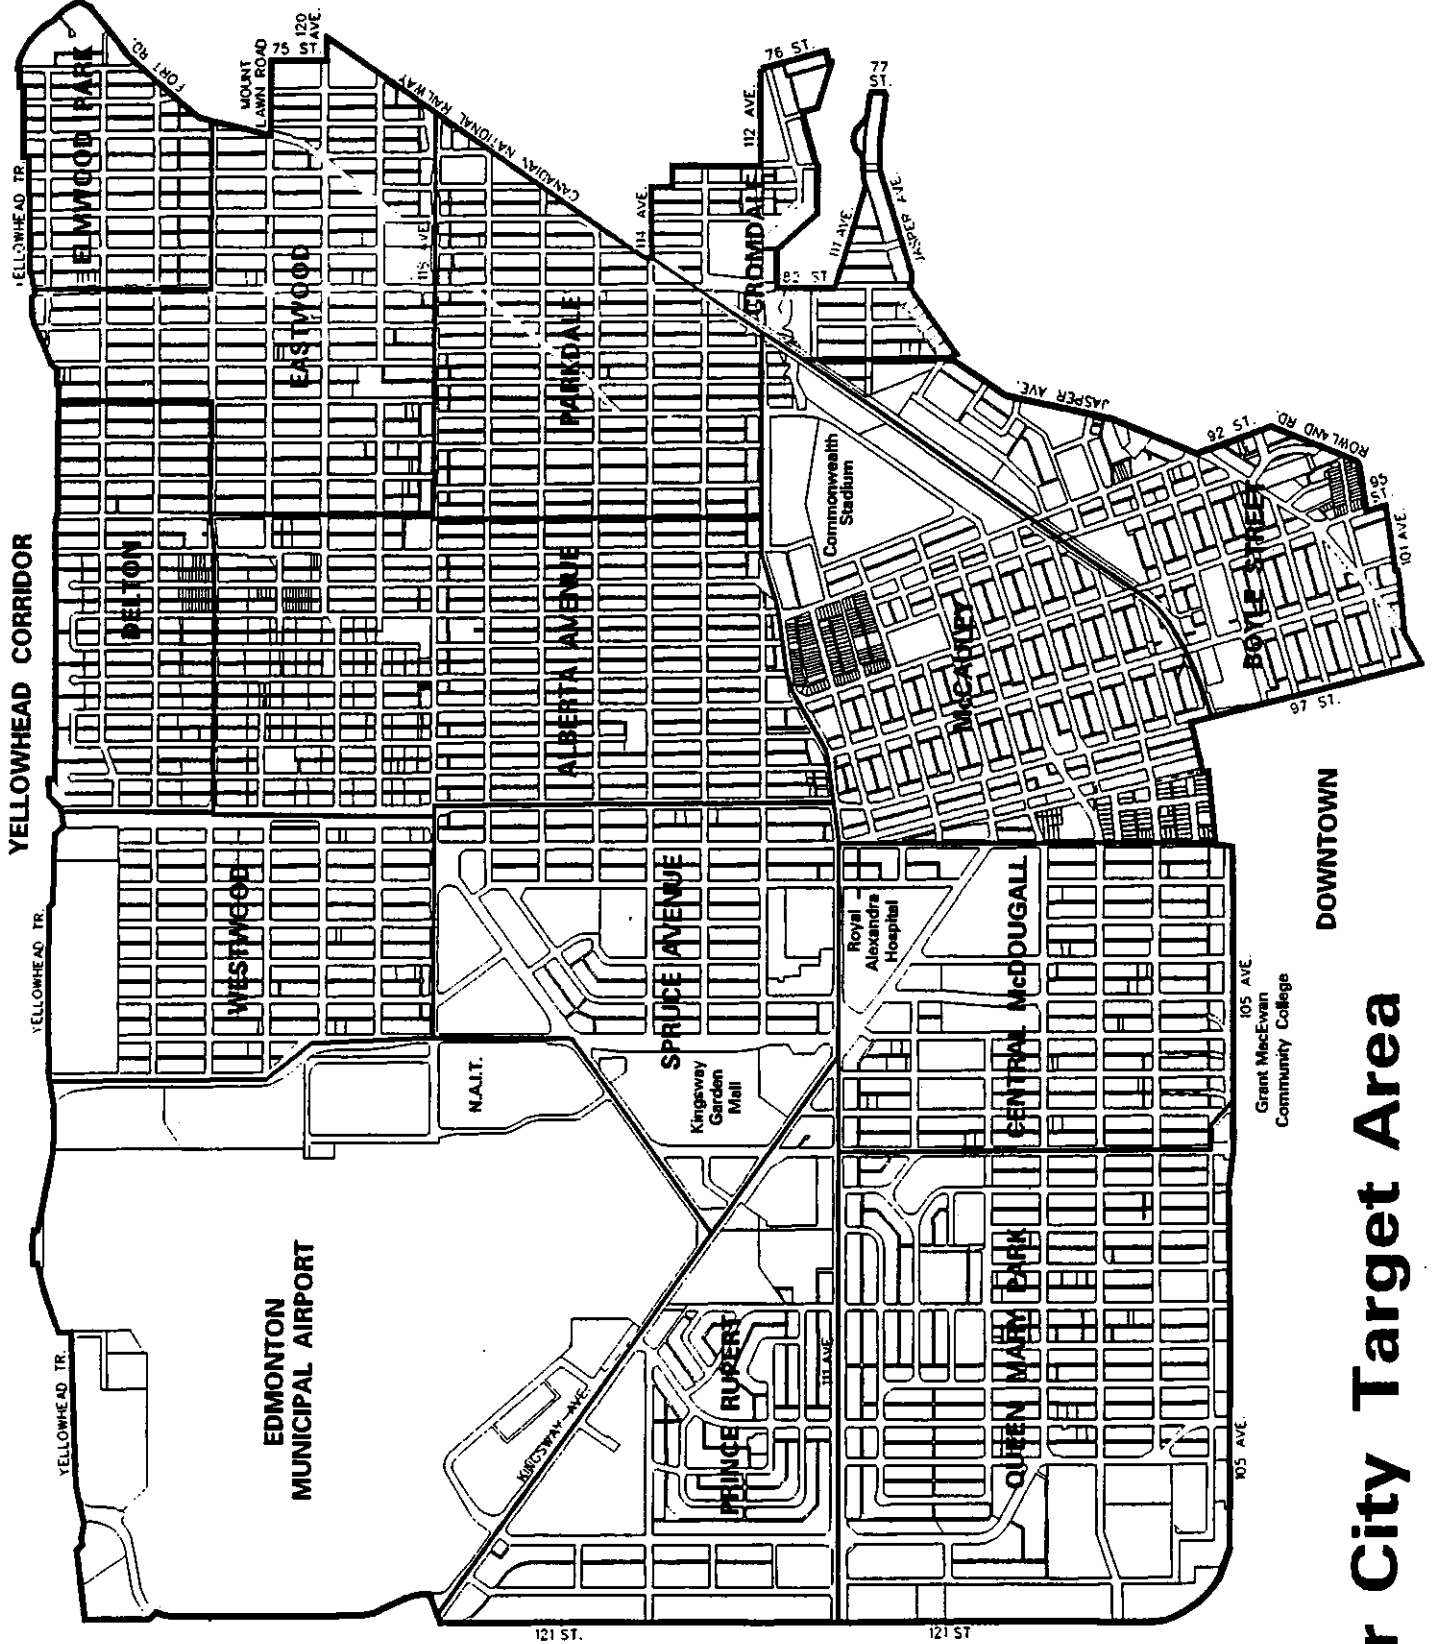 YELLOWHEAD CORRIDOR
YELLOWHEAD TR.
YELLOWHEAD TR.
ELLOWHEAD TR.
EDMONTON
MUNICIPAL AIRPORT
WESTWOOD
DELTON
ELMWOOD PARK
FORT RD.
MOUNT
LAWN ROAD
75 ST.
120
AVE.
EASTWOOD
CANADIAN NATIONAL RAILWAY
118 AVE.
N.A.I.T.
KINGSWAY AVE.
ALBERTA AVENUE
PARKDALE
114 AVE.
112 AVE.
76 ST.
77
ST.
CROMDALE
82 ST
111 AVE.
JASPER AVE.
SPRUCE AVENUE
Kingsway
Garden
Mall
PRINCE RUPERT
111 AVE.
Commonwealth
Stadium
Royal
Alexandra
Hospital
McCAULEY
JASPER AVE.
CENTRAL McDOUGALL
QUEEN MARY PARK
121 ST.
121 ST
92 ST.
ROWLAND RD.
95
BOYLE STREET
101 AVE.
97 ST.
105 AVE.
105 AVE.
Grant MacEwan
Community College
DOWNTOWN
r City Target Area